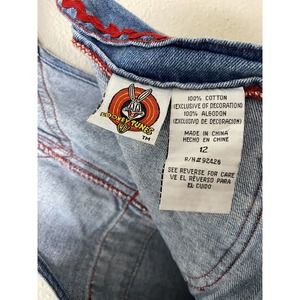 LOONEY TUNES
TM
100% COTTON
(EXCLUSIVE OF DECORATION)
100% ALGODON
(EXCLUSIVO DE DECORACION)
MADE IN CHINA
HECHO EN CHINE
12
R/N#92426
SEE REVERSE FOR CARE
VE EL REVERSO PARA
EL CUIDO